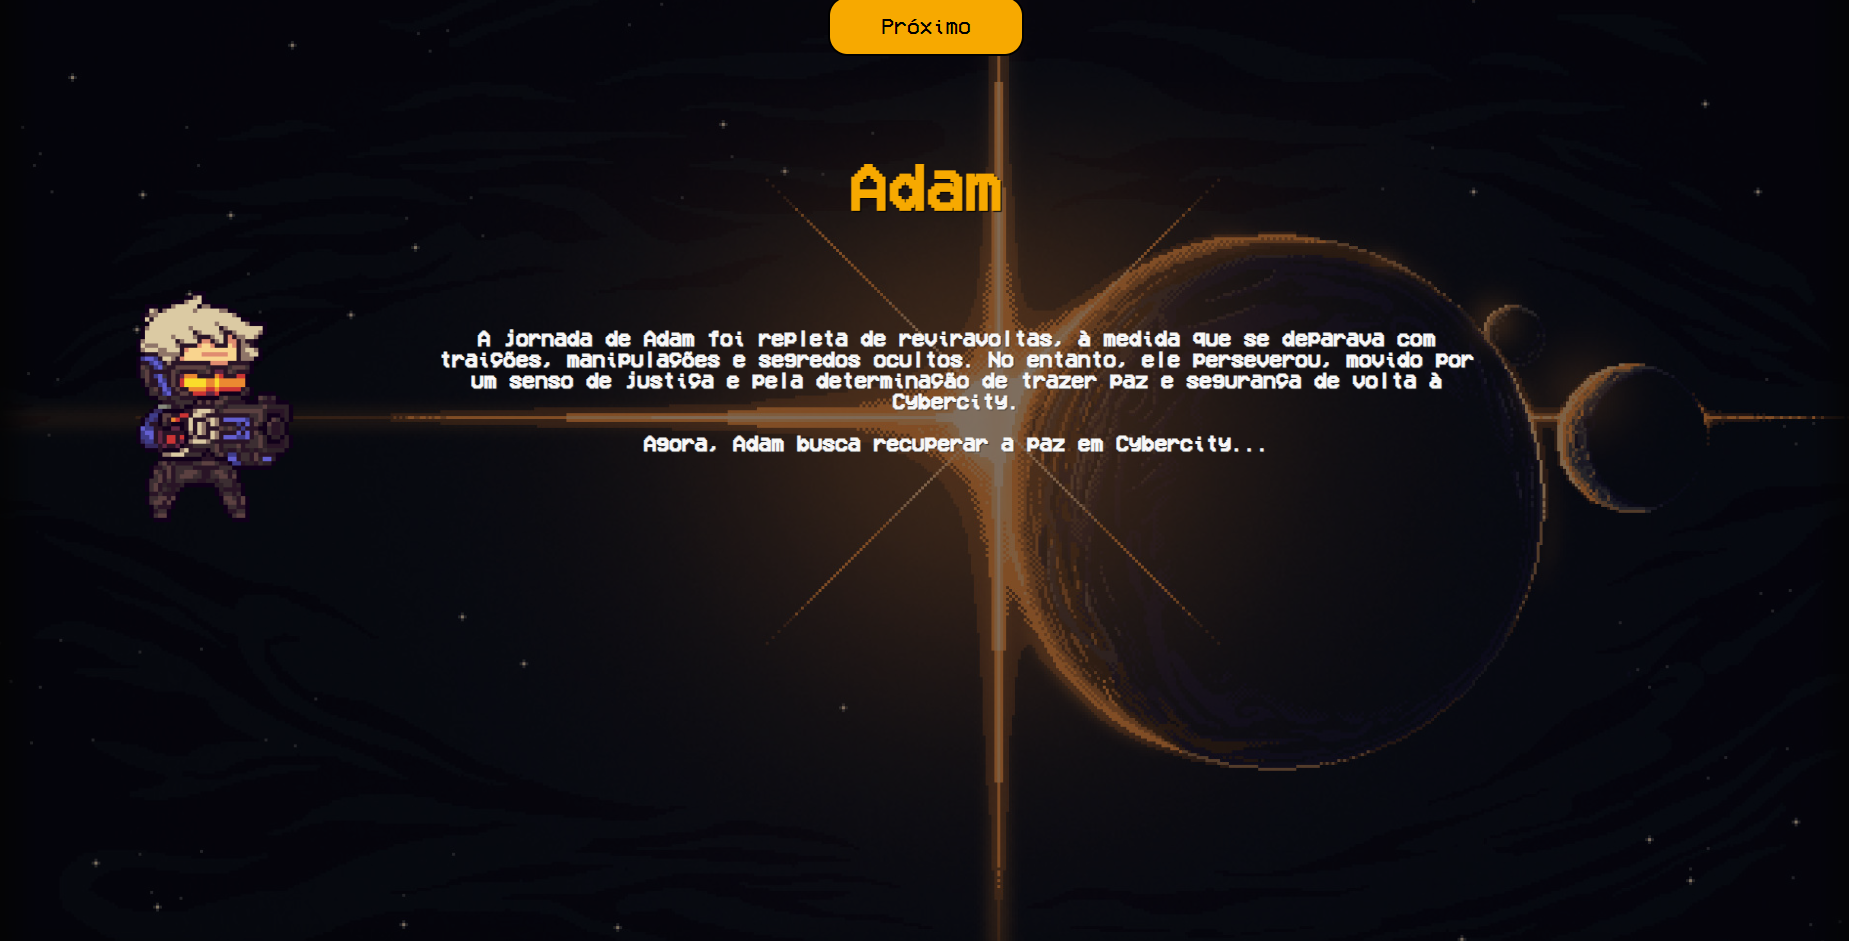 Próximo
Adam
A jornada de Adam foi repleta de reviravoltas, à medida que se deparava com
traições, manipulações e segredos ocultos. No entanto, ele perseverou, movido por
um senso de justiça e pela determinação de trazer paz e segurança de volta à
Cybercity.
Agora, Adam busca recuperar a paz em Cybercity...